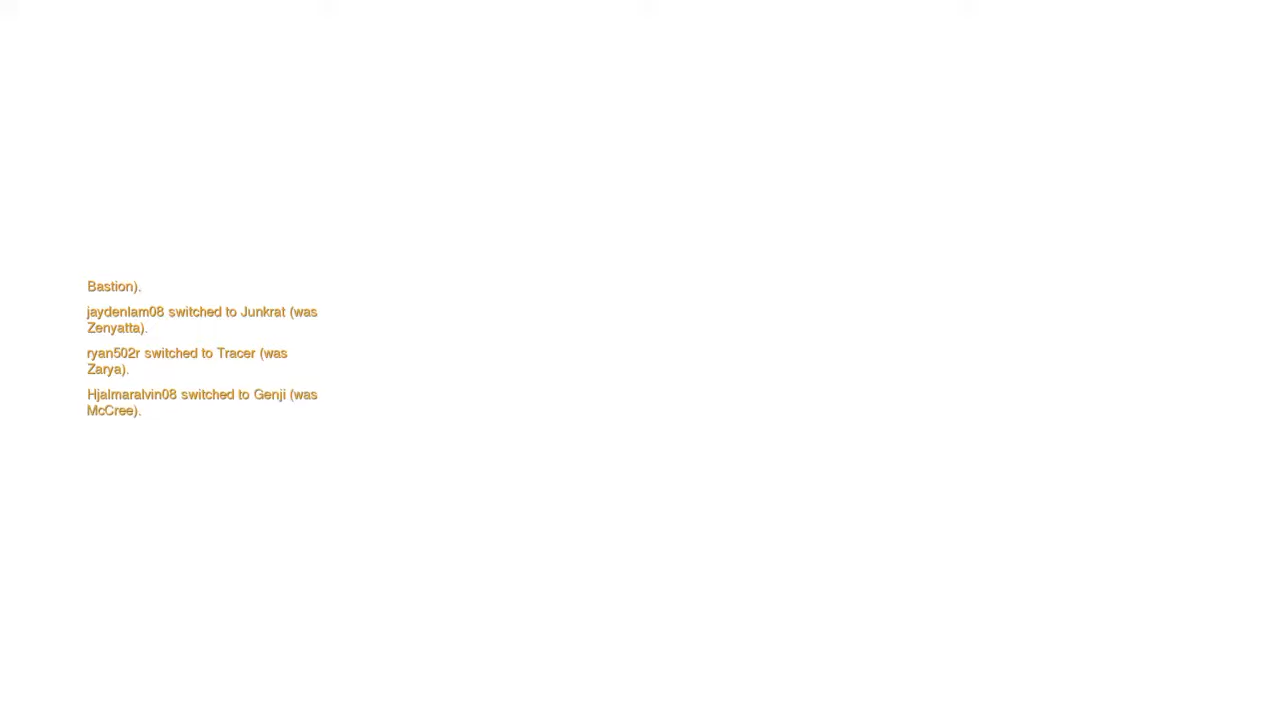 Bastion).
jaydenlam08 switched to Junkrat (was
Zenyatta).
ryan502r switched to Tracer (was
Zarya).
Hjalmaralvin08 switched to Genji (was
McCree).